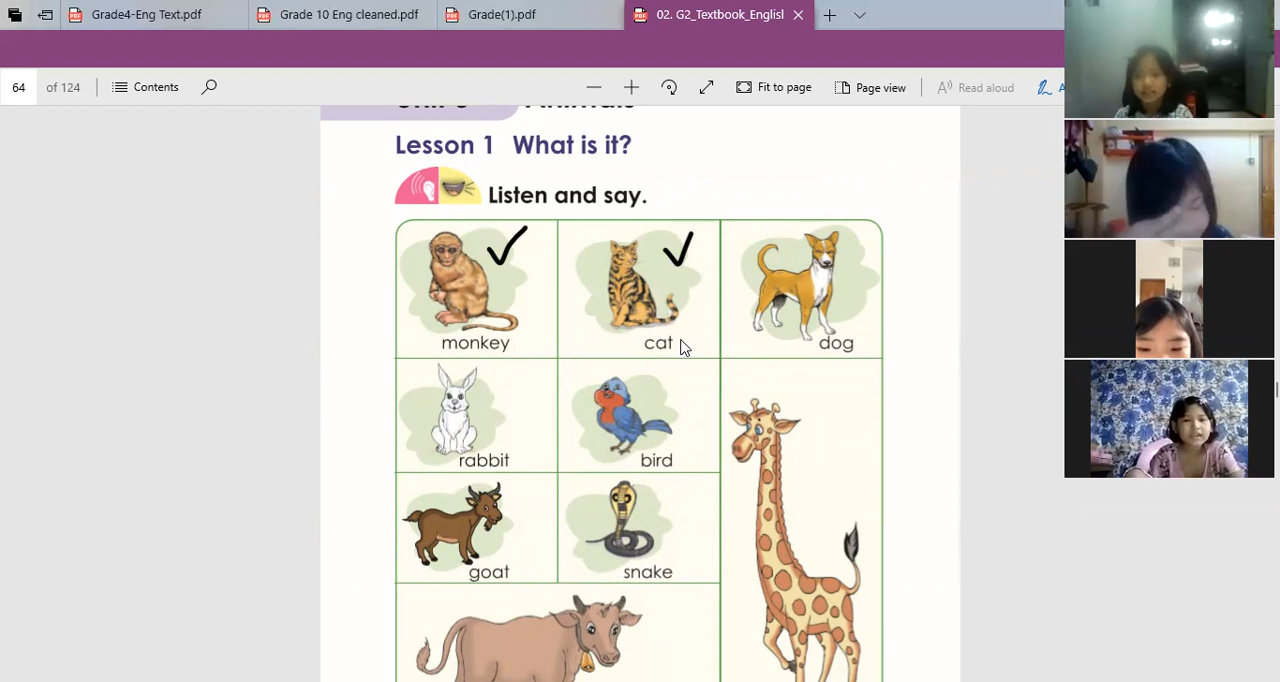 Grade4-Eng Text.pdf
Grade 10 Eng cleaned.pdf
Grade(1).pdf
02. G2_Textbook_Englisl
64 of 124
Contents
Fit to page
Page view
Read aloud
Animals
Lesson 1 What is it?
Listen and say.
monkey
cat
dog
rabbit
bird
goat
snake